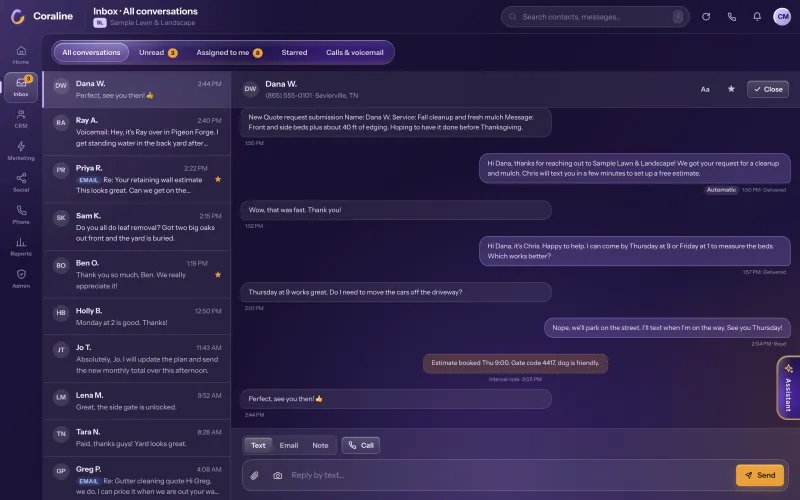 Coraline
Inbox · All conversations
SL Sample Lawn & Landscape
Search contacts, messages..
/
CM
Home
3
Inbox
CRM
Marketing
Social
Phone
Reports
Admin
All conversations
Unread 3
Assigned to me 8
Starred
Calls & voicemail
DW
Dana W.
2:44 PM
Perfect, see you then! 👍
RA
Ray A.
2:40 PM
Voicemail: Hey, it's Ray over in Pigeon Forge. I
get standing water in the back yard after…
PR
Priya R.
2:22 PM
EMAIL Re: Your retaining wall estimate
This looks great. Can we get on the…
SK
Sam K.
2:15 PM
Do you all do leaf removal? Got two big oaks
out front and the yard is buried.
BO
Ben O.
1:18 PM
Thank you so much, Ben. We really
appreciate it!
HB
Holly B.
12:50 PM
Monday at 2 is good. Thanks!
JT
Jo T.
11:43 AM
Absolutely, Jo. I will update the plan and send
the new monthly total over this afternoon.
LM
Lena M.
9:52 AM
Great, the side gate is unlocked.
TN
Tara N.
8:28 AM
Paid, thanks guys! Yard looks great.
GP
Greg P.
4:08 AM
EMAIL Re: Gutter cleaning quote Hi Greg,
we do, I can price it when we are out your wa…
DW
Dana W.
(865) 555-0101 · Sevierville, TN
Aa
Close
New Quote request submission Name: Dana W. Service: Fall cleanup and fresh mulch Message:
Front and side beds plus about 40 ft of edging. Hoping to have it done before Thanksgiving.
1:50 PM
Hi Dana, thanks for reaching out to Sample Lawn & Landscape! We got your request for a cleanup
and mulch. Chris will text you in a few minutes to set up a free estimate.
Automatic 1:50 PM · Delivered
Wow, that was fast. Thank you!
1:52 PM
Hi Dana, it's Chris. Happy to help. I can come by Thursday at 9 or Friday at 1 to measure the beds.
Which works better?
1:57 PM · Delivered
Thursday at 9 works great. Do I need to move the cars off the driveway?
2:01 PM
Nope, we'll park on the street. I'll text when I'm on the way. See you Thursday!
2:04 PM · Read
Estimate booked Thu 9:00. Gate code 4417, dog is friendly.
Internal note · 2:05 PM
Perfect, see you then! 👍
2:44 PM
Assistant
Text
Email
Note
Call
Reply by text…
Send